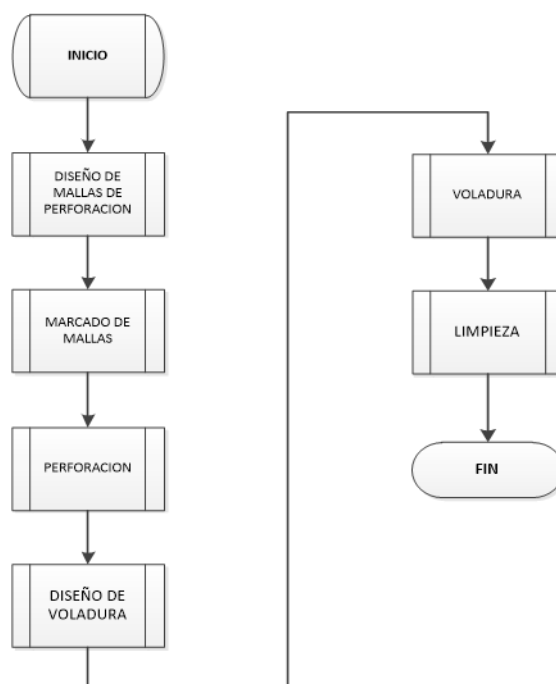 INICIO
DISEÑO DE
MALLAS DE
PERFORACION
MARCADO DE
MALLAS
PERFORACION
DISEÑO DE
VOLADURA
VOLADURA
LIMPIEZA
FIN